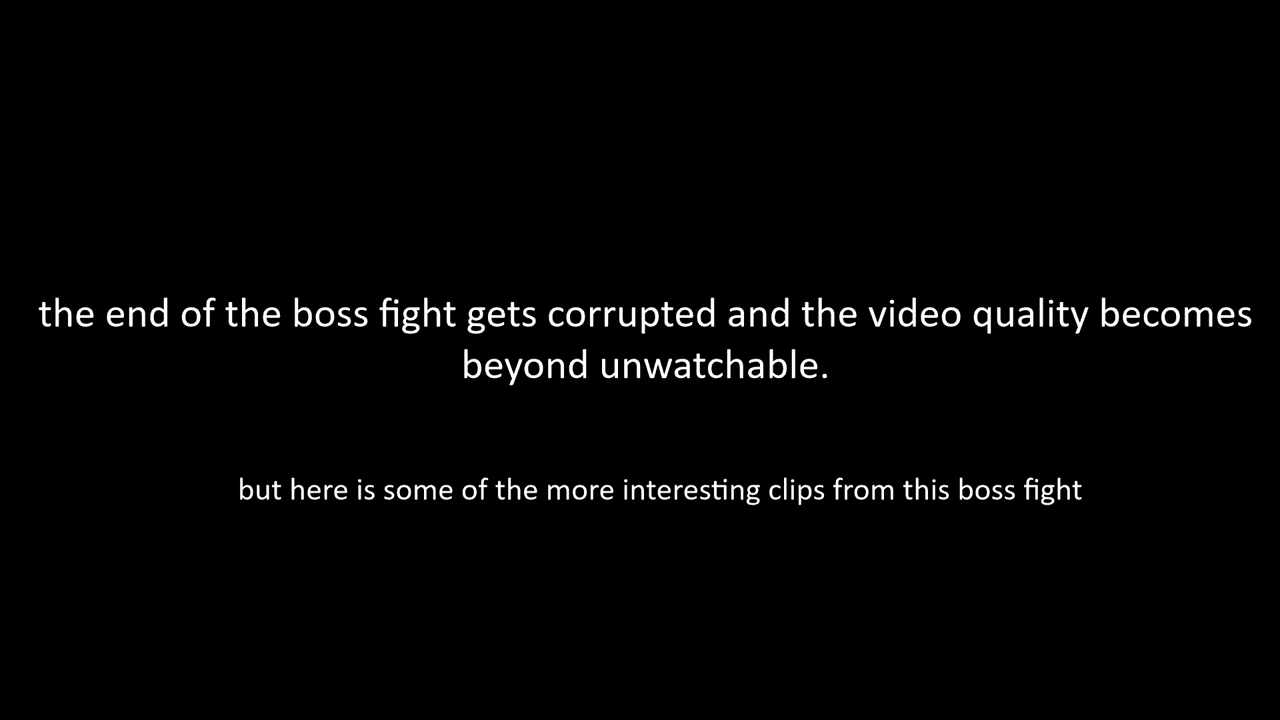 the end of the boss fight gets corrupted and the video quality becomes
beyond unwatchable.
but here is some of the more interesting clips from this boss fight